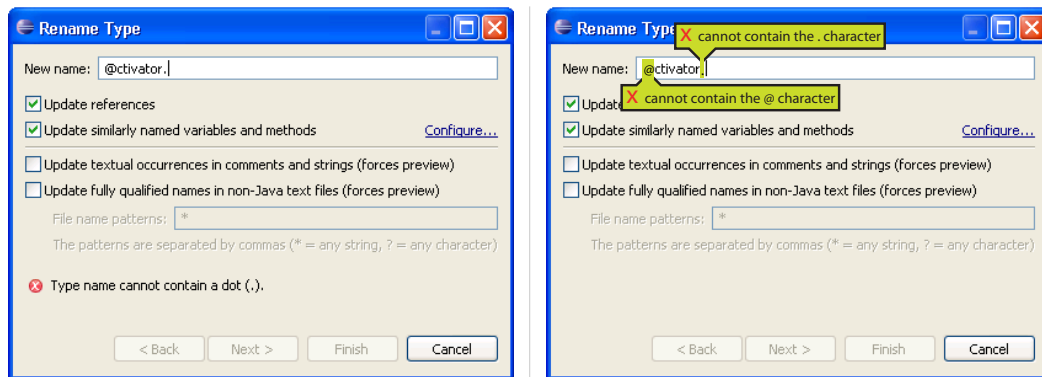 Rename Type
New name: @ctivator.
Update references
Update similarly named variables and methods Configure...
Update textual occurrences in comments and strings (forces preview)
Update fully qualified names in non-Java text files (forces preview)
File name patterns: *
The patterns are separated by commas (* = any string, ? = any character)
Type name cannot contain a dot (.).
< Back Next > Finish Cancel
Rename Type
X cannot contain the . character
New name: @ctivator.
X cannot contain the @ character
Update
Update similarly named variables and methods Configure...
Update textual occurrences in comments and strings (forces preview)
Update fully qualified names in non-Java text files (forces preview)
File name patterns: *
The patterns are separated by commas (* = any string, ? = any character)
< Back Next > Finish Cancel